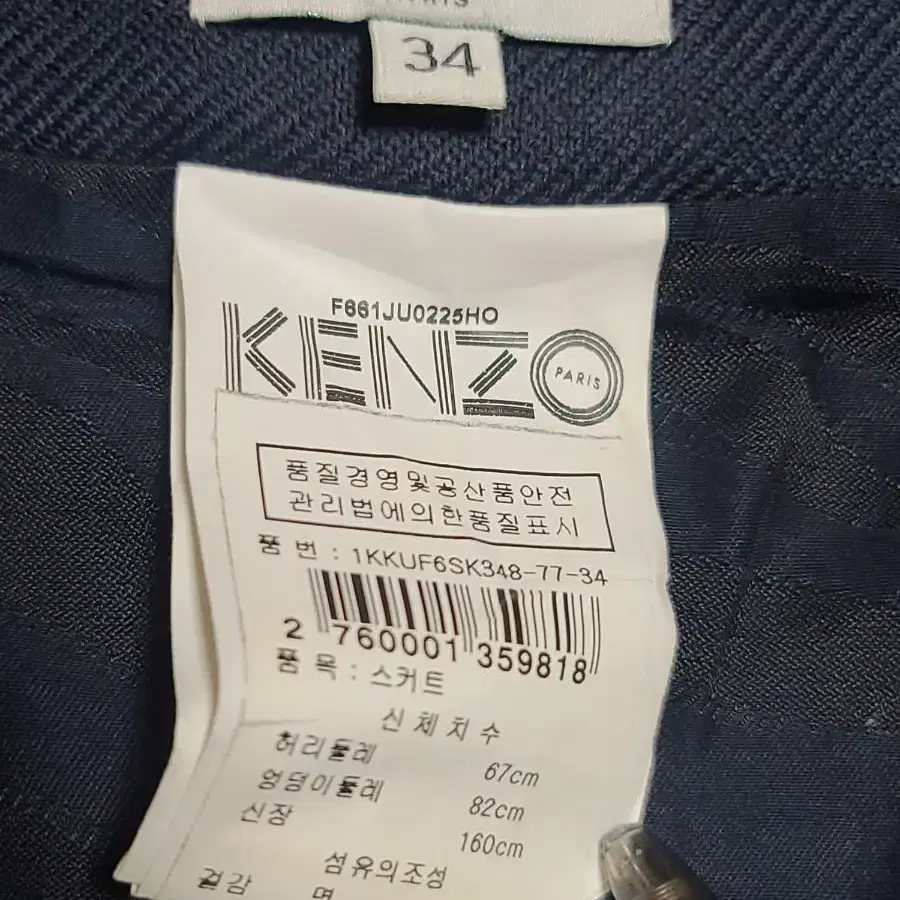 34
F661JU0225HO
KENZO PARIS
품질경영및공산품안전
관리법에의한품질표시
품 번 : 1KKUF6SK348-77-34
2 760001 359818
품 목 : 스커트
신 체 치 수
허리둘레 67cm
엉덩이둘레 82cm
신장 160cm
섬유의조성
겉감 면